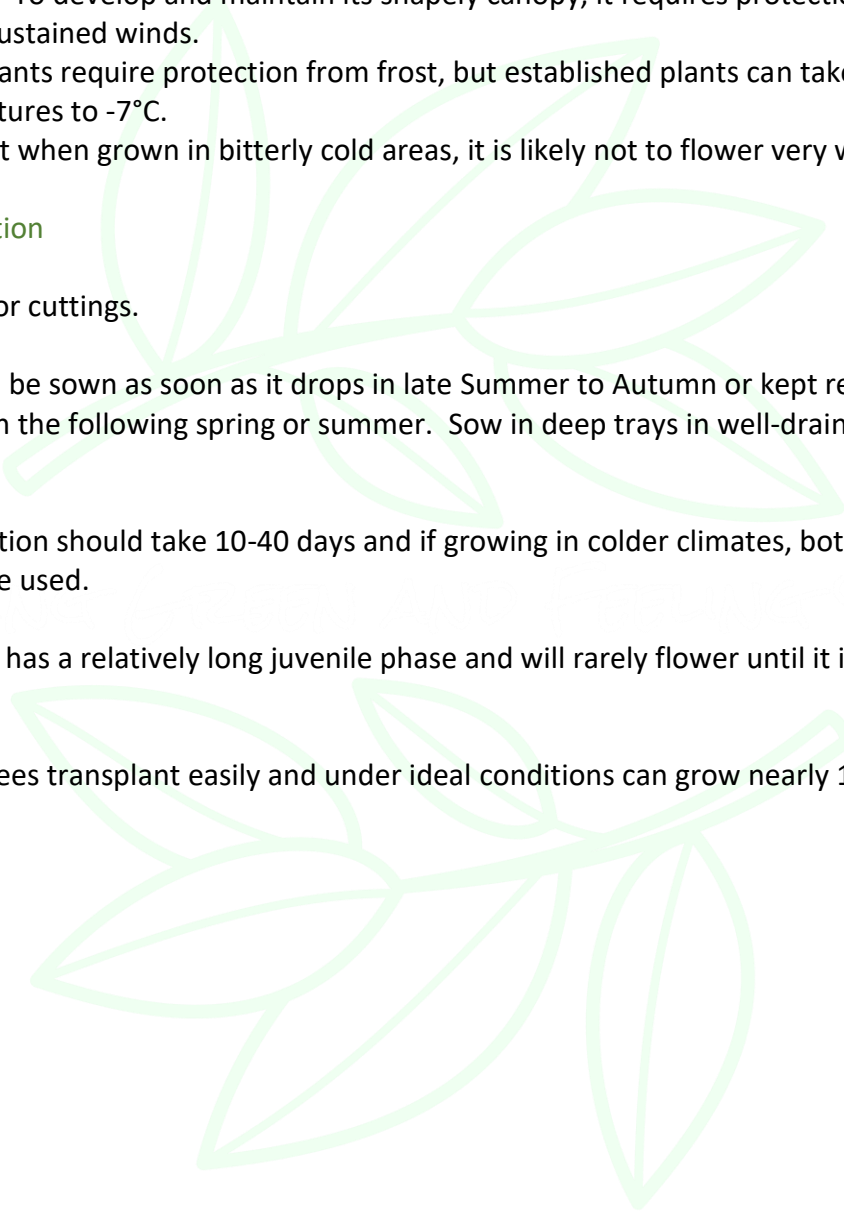 To develop and maintain its shapely canopy, it requires protectio
ustained winds.
ants require protection from frost, but established plants can take
tures to -7°C.
t when grown in bitterly cold areas, it is likely not to flower very w
tion
or cuttings.
be sown as soon as it drops in late Summer to Autumn or kept re
n the following spring or summer.  Sow in deep trays in well-drain
tion should take 10-40 days and if growing in colder climates, bot
e used.
has a relatively long juvenile phase and will rarely flower until it i
ees transplant easily and under ideal conditions can grow nearly 1